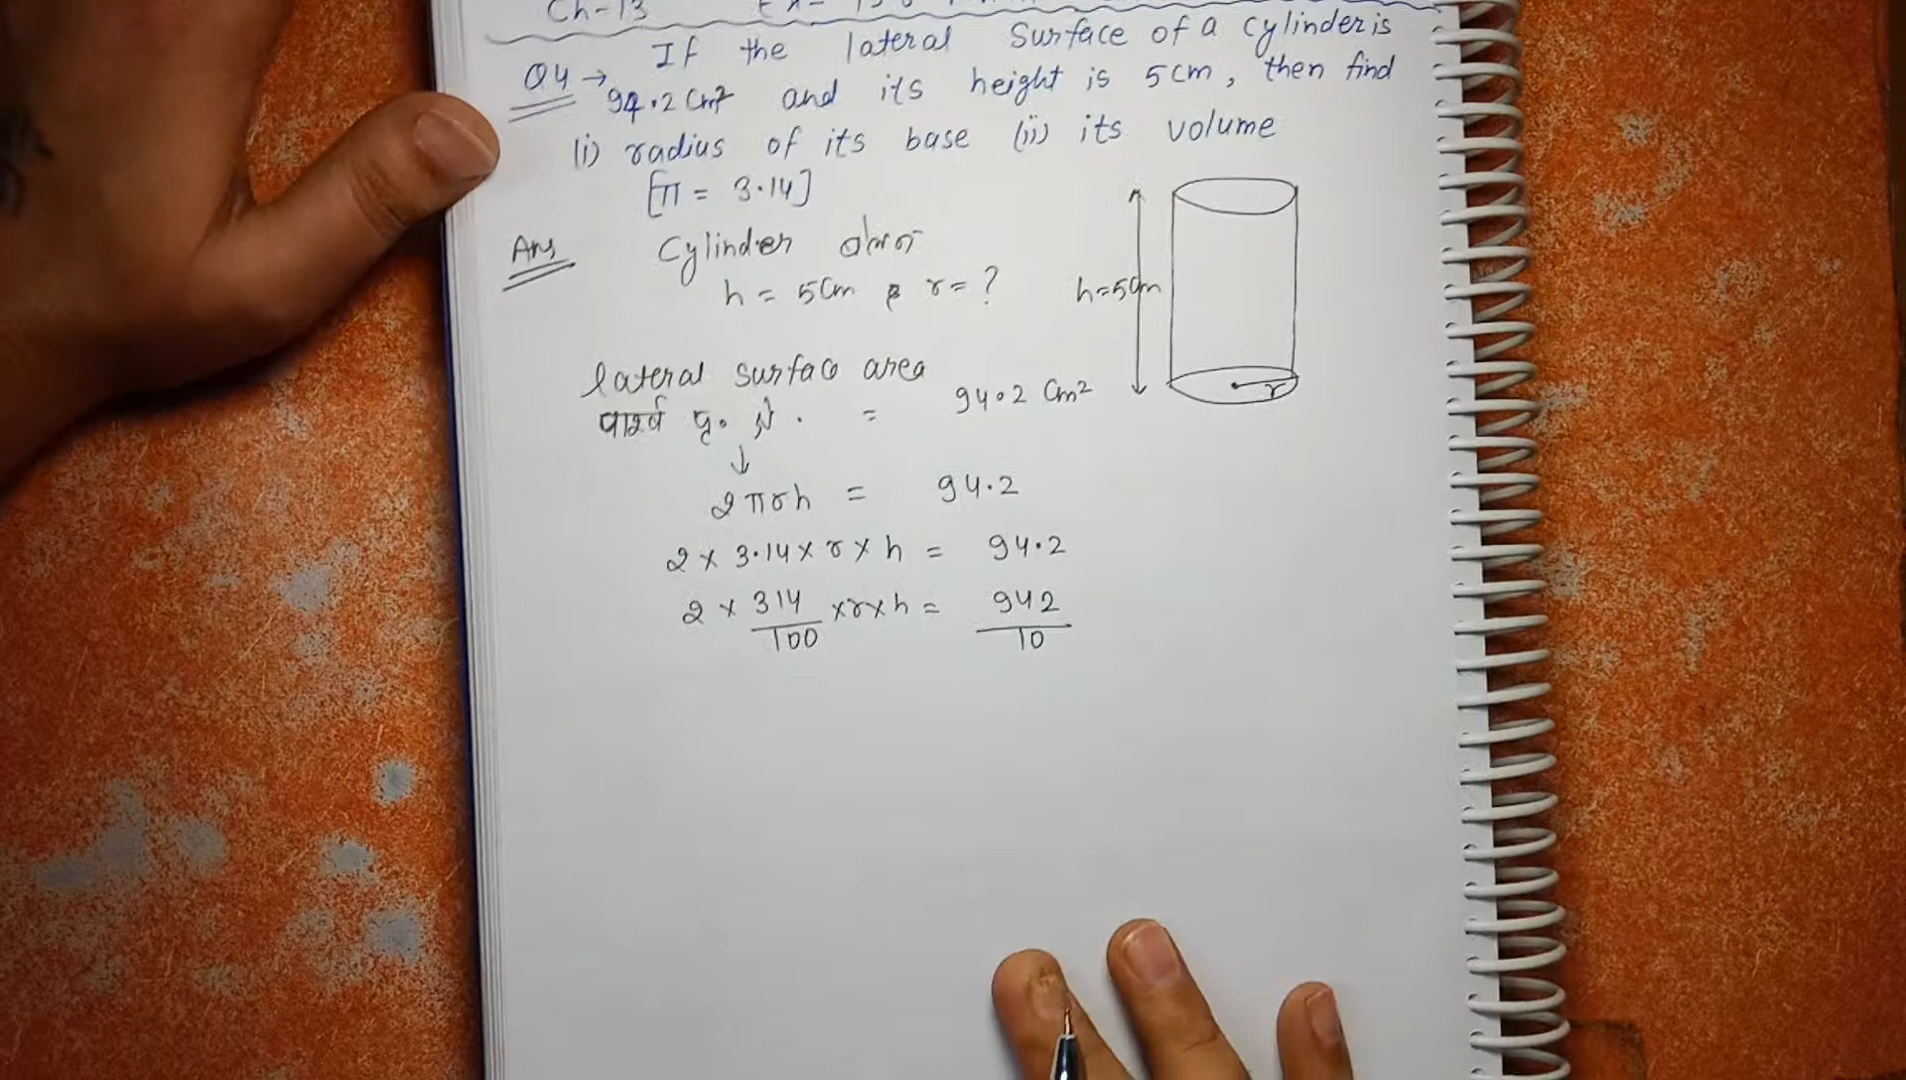 Ch-13
If the lateral Surface of a cylinder is
Q4 → 94.2 Cm² and its height is 5cm, then find
(i) radius of its base (ii) its volume
[π = 3.14]
Ans Cylinder
h = 5Cm r = ?
h=5Cm
r
lateral surface area
पार्श्व पृ० क्षे. = 94.2 Cm²
↓
2πrh = 94.2
2 × 3.14 × r × h = 94.2
2 × 314/100 × r × h = 942/10